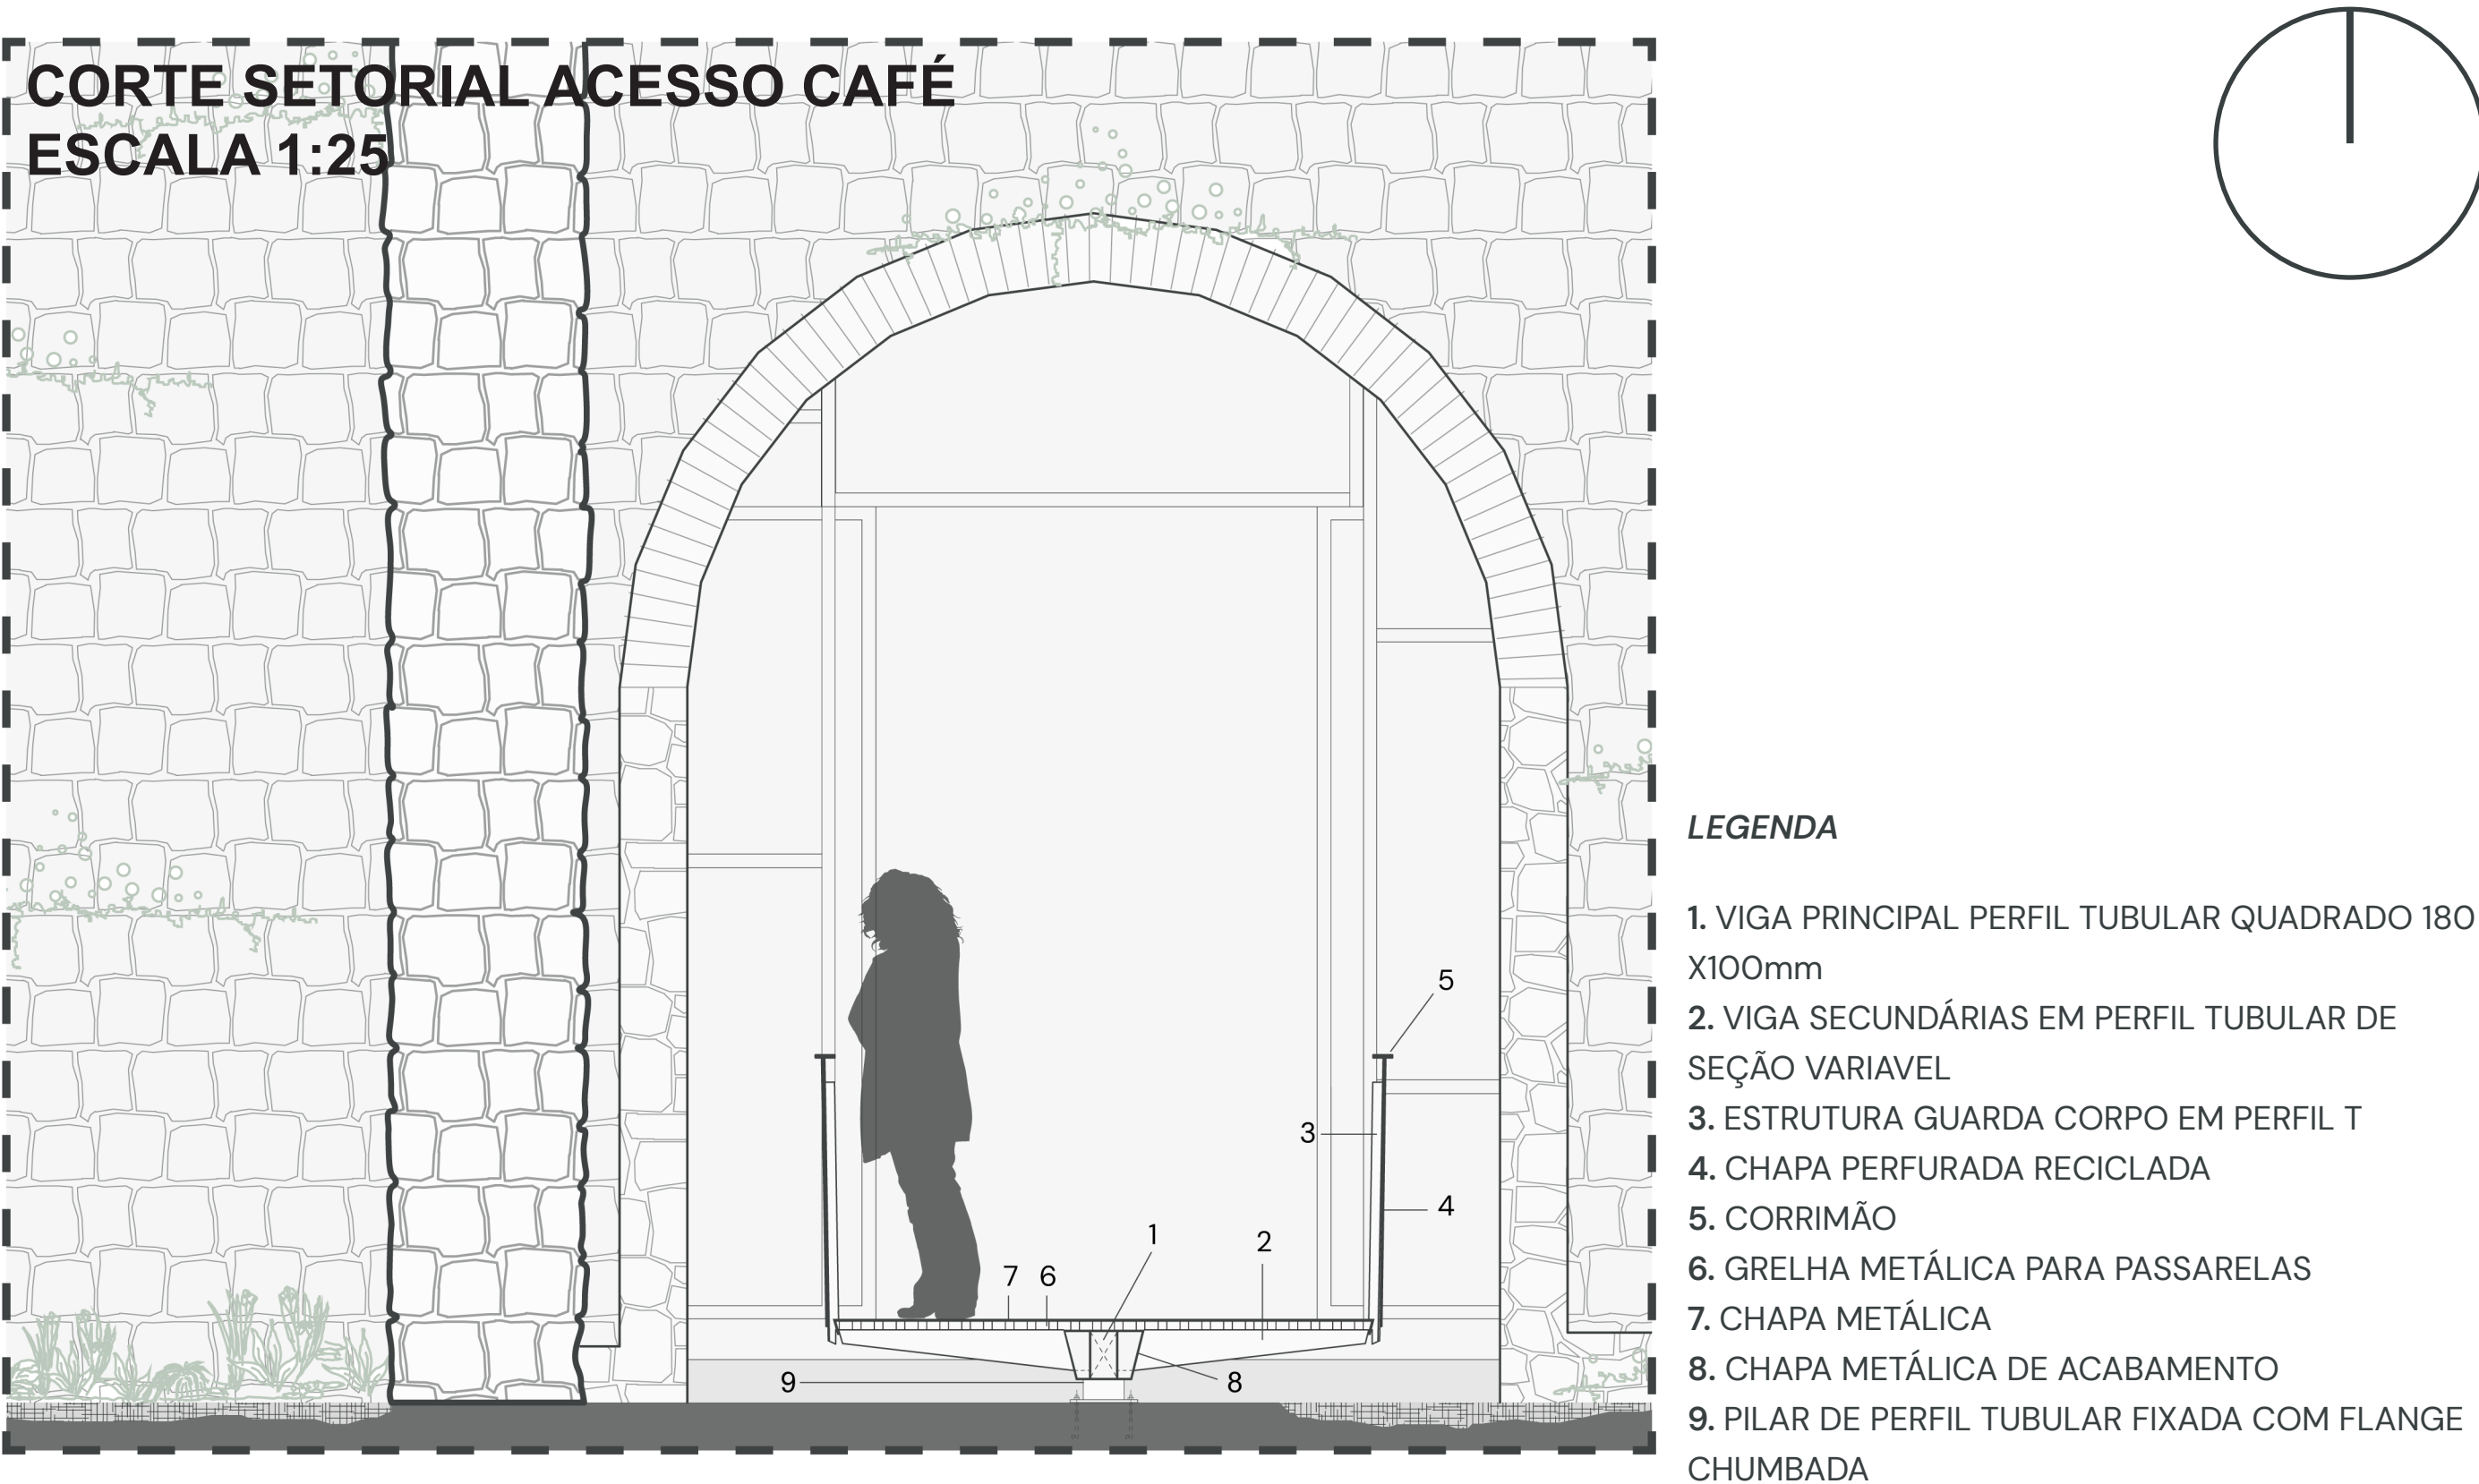 CORTE SETORIAL ACESSO CAFÉ
ESCALA 1:25
5
3
4
1
2
7 6
9
8
LEGENDA
1. VIGA PRINCIPAL PERFIL TUBULAR QUADRADO 180
X100mm
2. VIGA SECUNDÁRIAS EM PERFIL TUBULAR DE
SEÇÃO VARIAVEL
3. ESTRUTURA GUARDA CORPO EM PERFIL T
4. CHAPA PERFURADA RECICLADA
5. CORRIMÃO
6. GRELHA METÁLICA PARA PASSARELAS
7. CHAPA METÁLICA
8. CHAPA METÁLICA DE ACABAMENTO
9. PILAR DE PERFIL TUBULAR FIXADA COM FLANGE
CHUMBADA